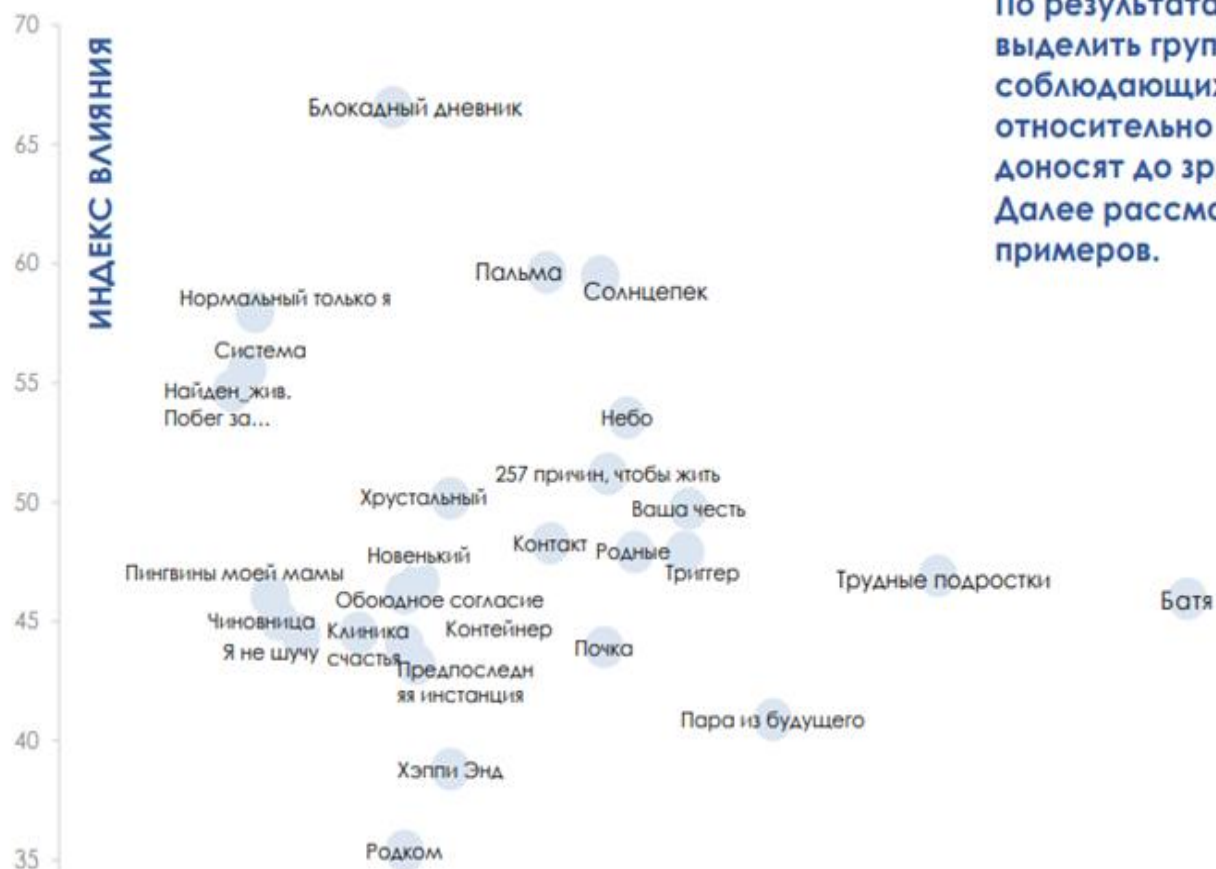 По результата
выделить груп
соблюдающих
относительно
доносят до зр
Далее рассмо
примеров.
ИНДЕКС ВЛИЯНИЯ
70
65
60
55
50
45
40
35
Блокадный дневник
Пальма
Солнцепек
Нормальный только я
Система
Найден_жив.
Побег за...
Небо
257 причин, чтобы жить
Хрустальный
Ваша честь
Контакт
Родные
Новенький
Триггер
Пингвины моей мамы
Трудные подростки
Обоюдное согласие
Батя
Чиновница
Клиника
счастья
Контейнер
Я не шучу
Почка
Предпоследн
яя инстанция
Пара из будущего
Хэппи Энд
Родком